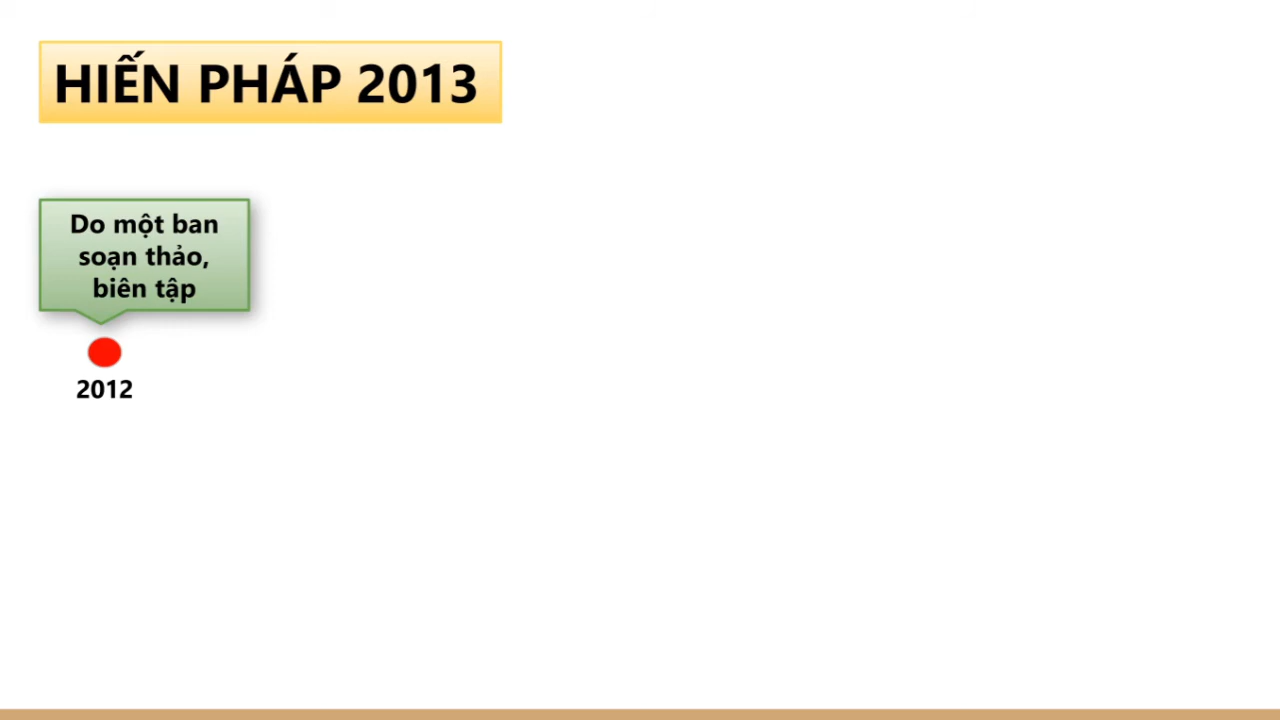 HIẾN PHÁP 2013
Do một ban
soạn thảo,
biên tập
2012